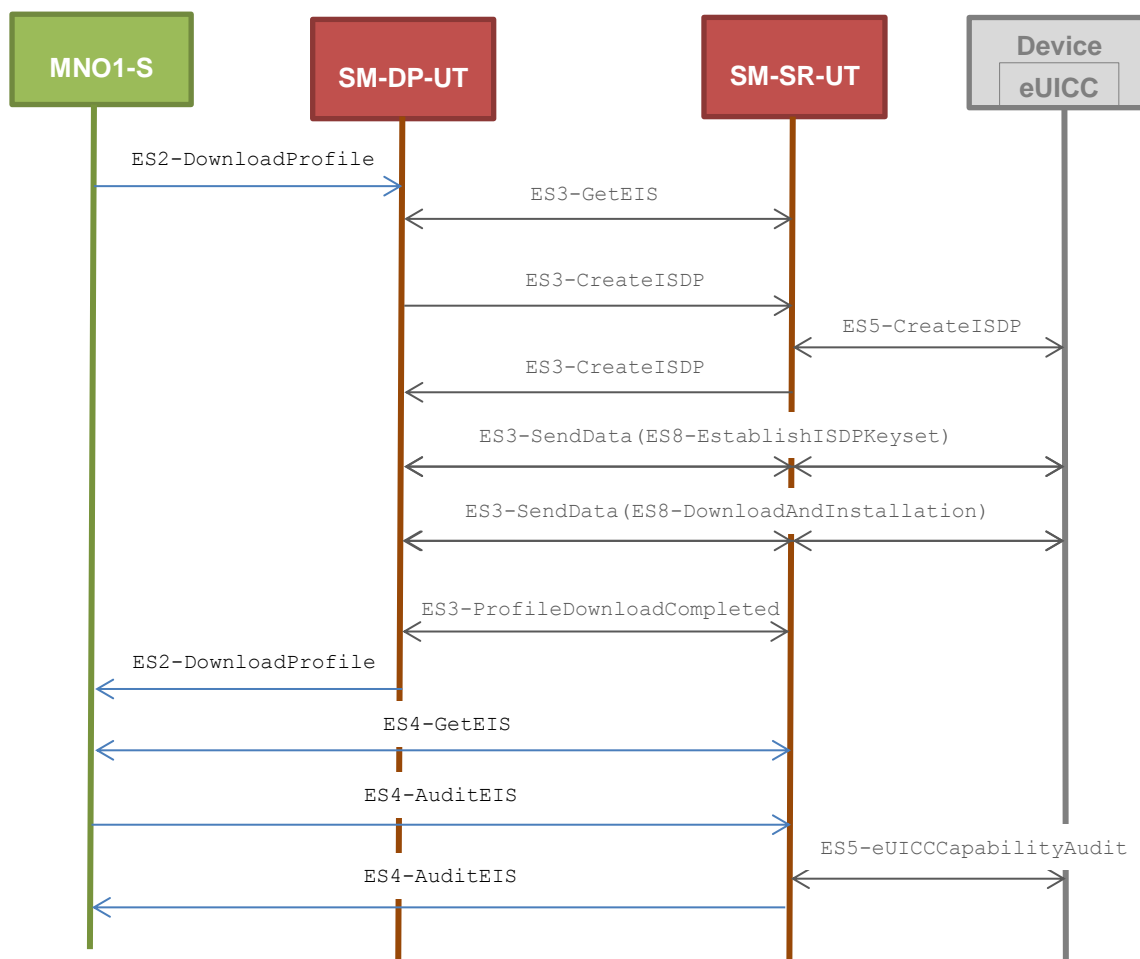 MNO1-S
SM-DP-UT
SM-SR-UT
Device
eUICC
ES2-DownloadProfile
ES3-GetEIS
ES3-CreateISDP
ES5-CreateISDP
ES3-CreateISDP
ES3-SendData(ES8-EstablishISDPKeyset)
ES3-SendData(ES8-DownloadAndInstallation)
ES3-ProfileDownloadCompleted
ES2-DownloadProfile
ES4-GetEIS
ES4-AuditEIS
ES5-eUICCCapabilityAudit
ES4-AuditEIS